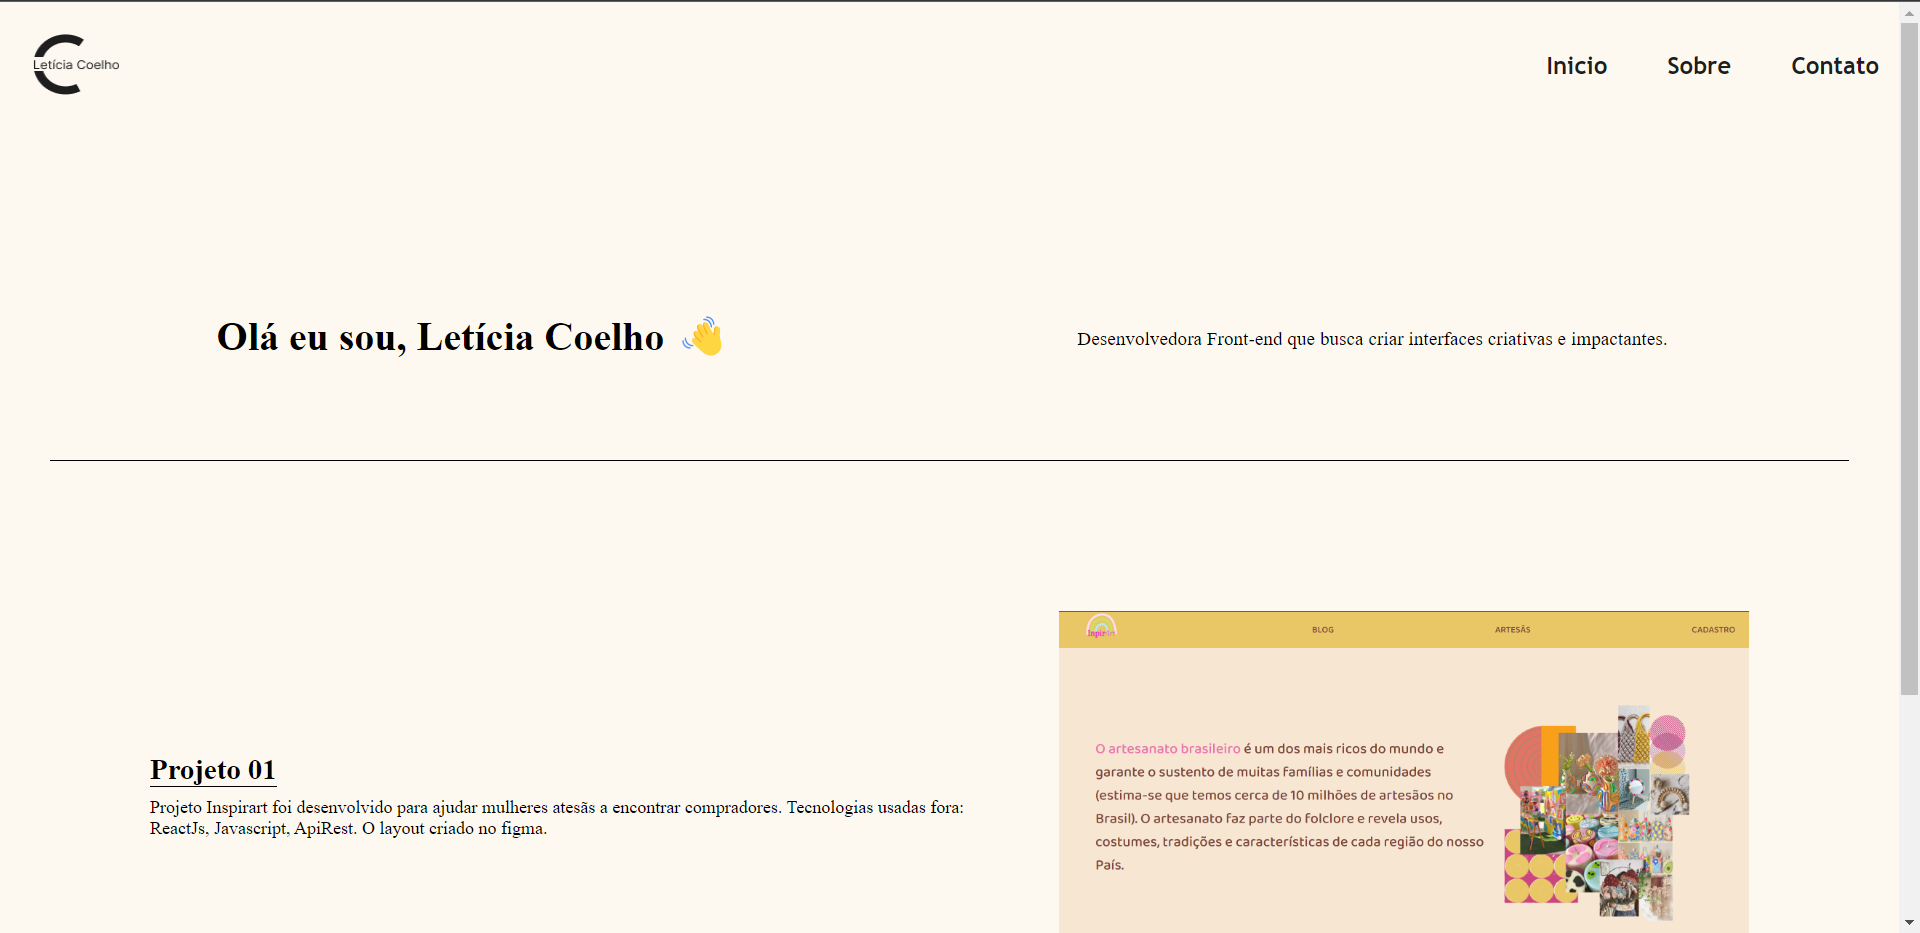 Letícia Coelho
Inicio
Sobre
Contato
Olá eu sou, Letícia Coelho
Desenvolvedora Front-end que busca criar interfaces criativas e impactantes.
Projeto 01
Projeto Inspirart foi desenvolvido para ajudar mulheres atesãs a encontrar compradores. Tecnologias usadas fora:
ReactJs, Javascript, ApiRest. O layout criado no figma.
BLOG
ARTESÃS
CADASTRO
O artesanato brasileiro é um dos mais ricos do mundo e
garante o sustento de muitas famílias e comunidades
(estima-se que temos cerca de 10 milhões de artesãos no
Brasil). O artesanato faz parte do folclore e revela usos,
costumes, tradições e características de cada região do nosso
País.